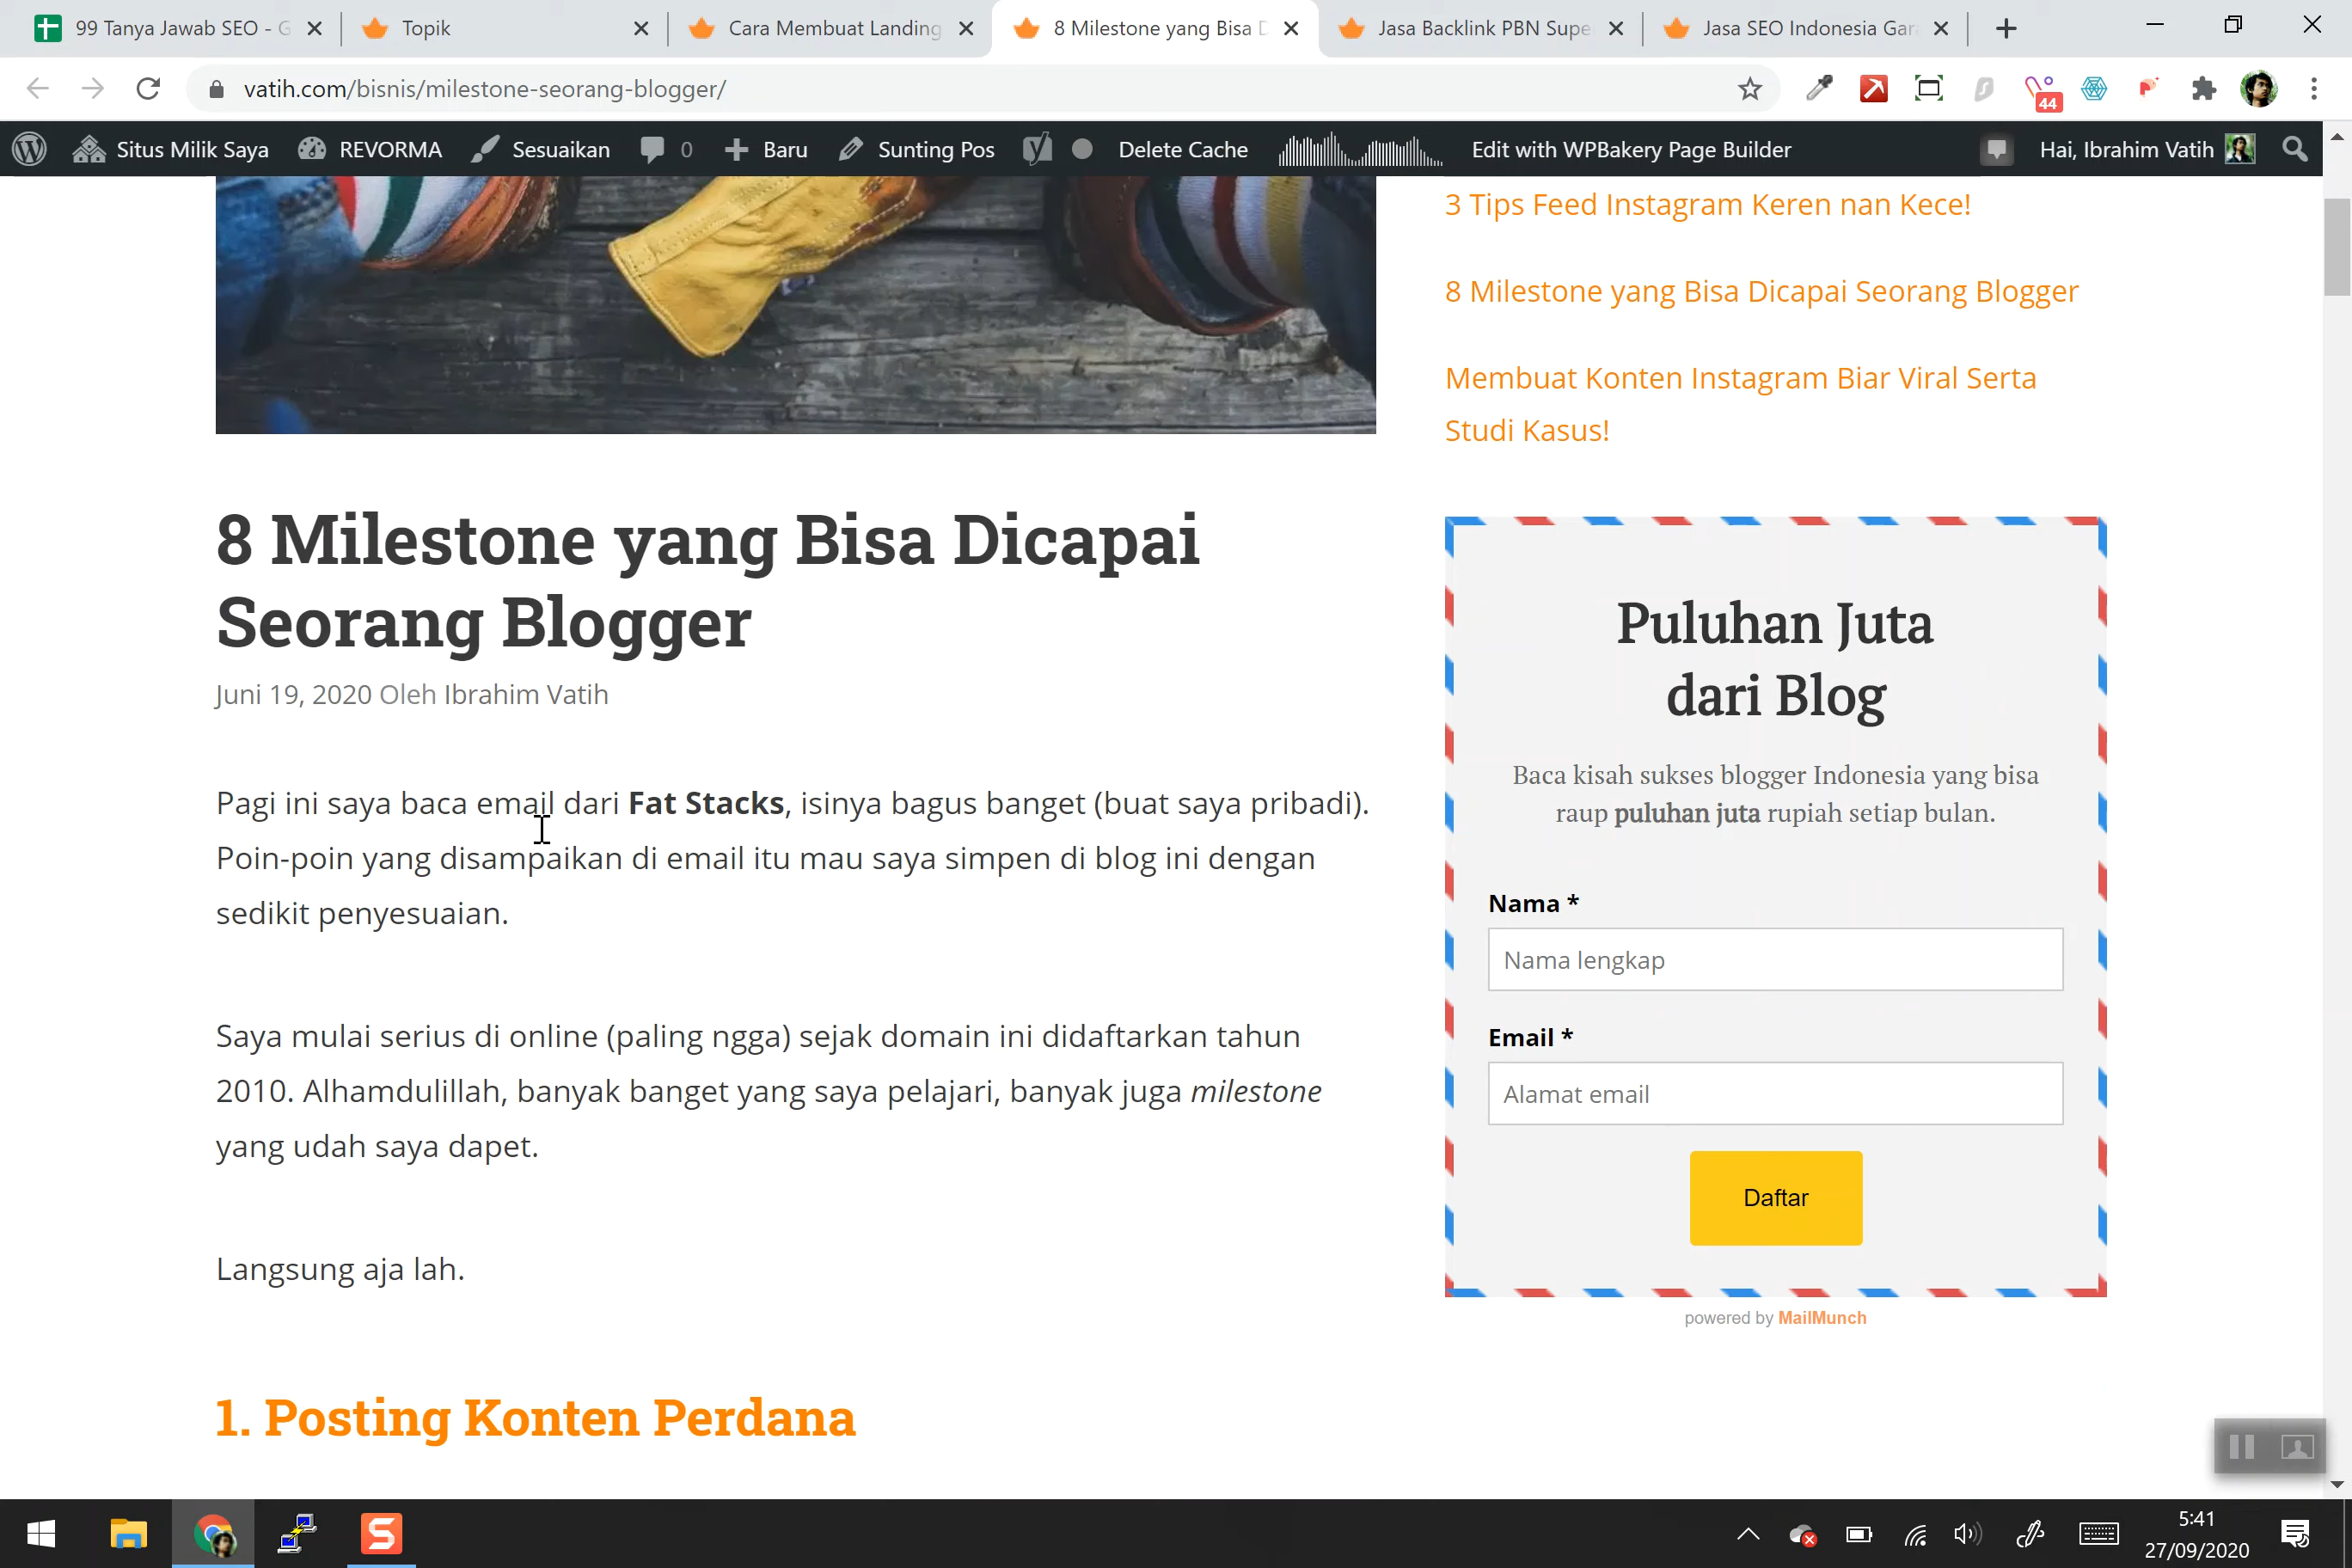 99 Tanya Jawab SEO - G
Topik
Cara Membuat Landing
8 Milestone yang Bisa D
Jasa Backlink PBN Supe
Jasa SEO Indonesia Gar
vatih.com/bisnis/milestone-seorang-blogger/
44
Situs Milik Saya
REVORMA
Sesuaikan
0
Baru
Sunting Pos
Delete Cache
Edit with WPBakery Page Builder
Hai, Ibrahim Vatih
3 Tips Feed Instagram Keren nan Kece!
8 Milestone yang Bisa Dicapai Seorang Blogger
Membuat Konten Instagram Biar Viral Serta
Studi Kasus!
8 Milestone yang Bisa Dicapai
Seorang Blogger
Juni 19, 2020 Oleh Ibrahim Vatih
Pagi ini saya baca email dari Fat Stacks, isinya bagus banget (buat saya pribadi).
Poin-poin yang disampaikan di email itu mau saya simpen di blog ini dengan
sedikit penyesuaian.
Saya mulai serius di online (paling ngga) sejak domain ini didaftarkan tahun
2010. Alhamdulillah, banyak banget yang saya pelajari, banyak juga milestone
yang udah saya dapet.
Langsung aja lah.
1. Posting Konten Perdana
Puluhan Juta
dari Blog
Baca kisah sukses blogger Indonesia yang bisa
raup puluhan juta rupiah setiap bulan.
Nama *
Nama lengkap
Email *
Alamat email
Daftar
powered by MailMunch
5:41
27/09/2020